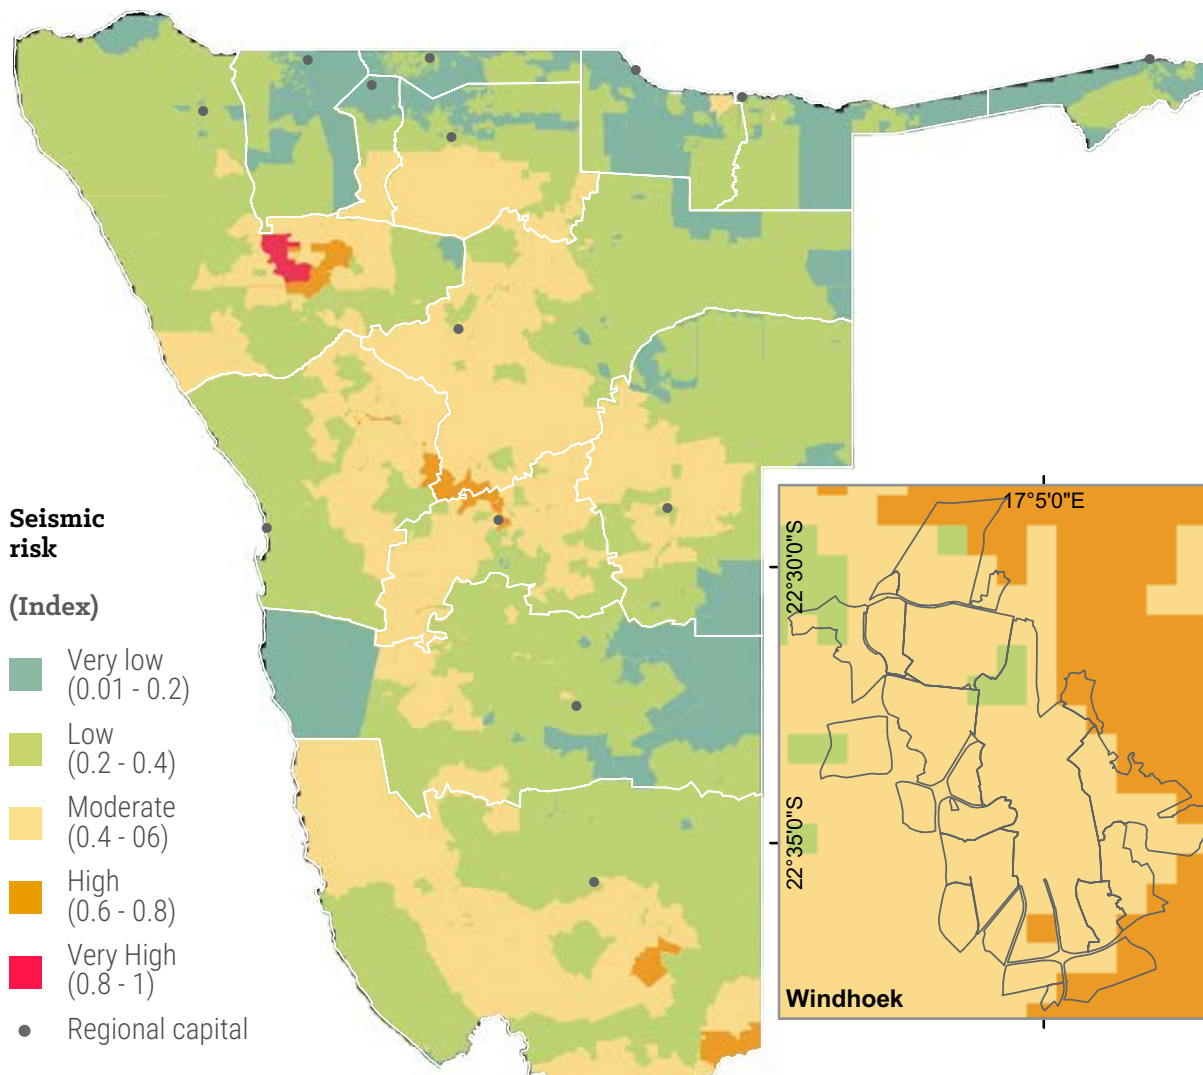 Seismic
risk
(Index)
Very low
(0.01 - 0.2)
Low
(0.2 - 0.4)
Moderate
(0.4 - 06)
High
(0.6 - 0.8)
Very High
(0.8 - 1)
Regional capital
17°5'0"E
22°30'0"S
22°35'0"S
Windhoek